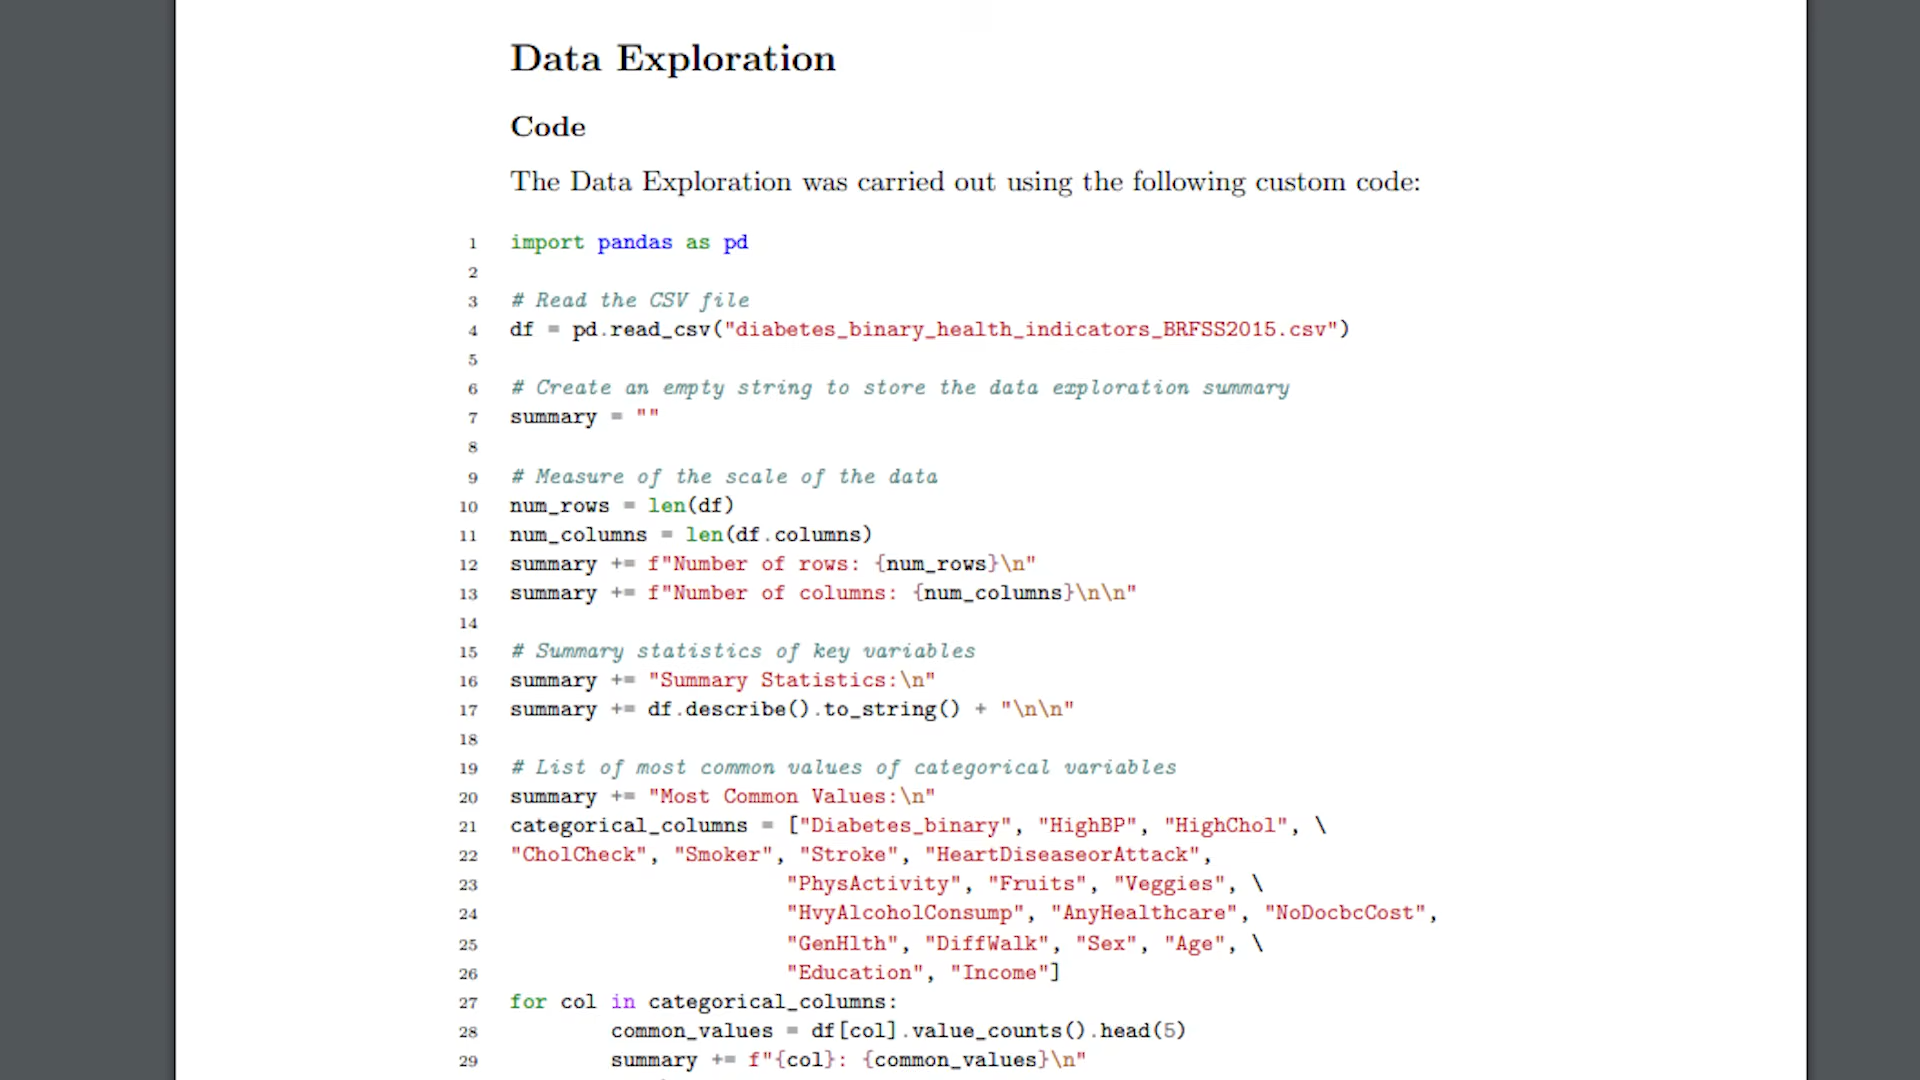 Data Exploration
Code
The Data Exploration was carried out using the following custom code:
1 import pandas as pd
2
3 # Read the CSV file
4 df = pd.read_csv("diabetes_binary_health_indicators_BRFSS2015.csv")
5
6 # Create an empty string to store the data exploration summary
7 summary = ""
8
9 # Measure of the scale of the data
10 num_rows = len(df)
11 num_columns = len(df.columns)
12 summary += f"Number of rows: {num_rows}\n"
13 summary += f"Number of columns: {num_columns}\n\n"
14
15 # Summary statistics of key variables
16 summary += "Summary Statistics:\n"
17 summary += df.describe().to_string() + "\n\n"
18
19 # List of most common values of categorical variables
20 summary += "Most Common Values:\n"
21 categorical_columns = ["Diabetes_binary", "HighBP", "HighChol", \
22 "CholCheck", "Smoker", "Stroke", "HeartDiseaseorAttack",
23 "PhysActivity", "Fruits", "Veggies", \
24 "HvyAlcoholConsump", "AnyHealthcare", "NoDocbcCost",
25 "GenHlth", "DiffWalk", "Sex", "Age", \
26 "Education", "Income"]
27 for col in categorical_columns:
28 common_values = df[col].value_counts().head(5)
29 summary += f"{col}: {common_values}\n"